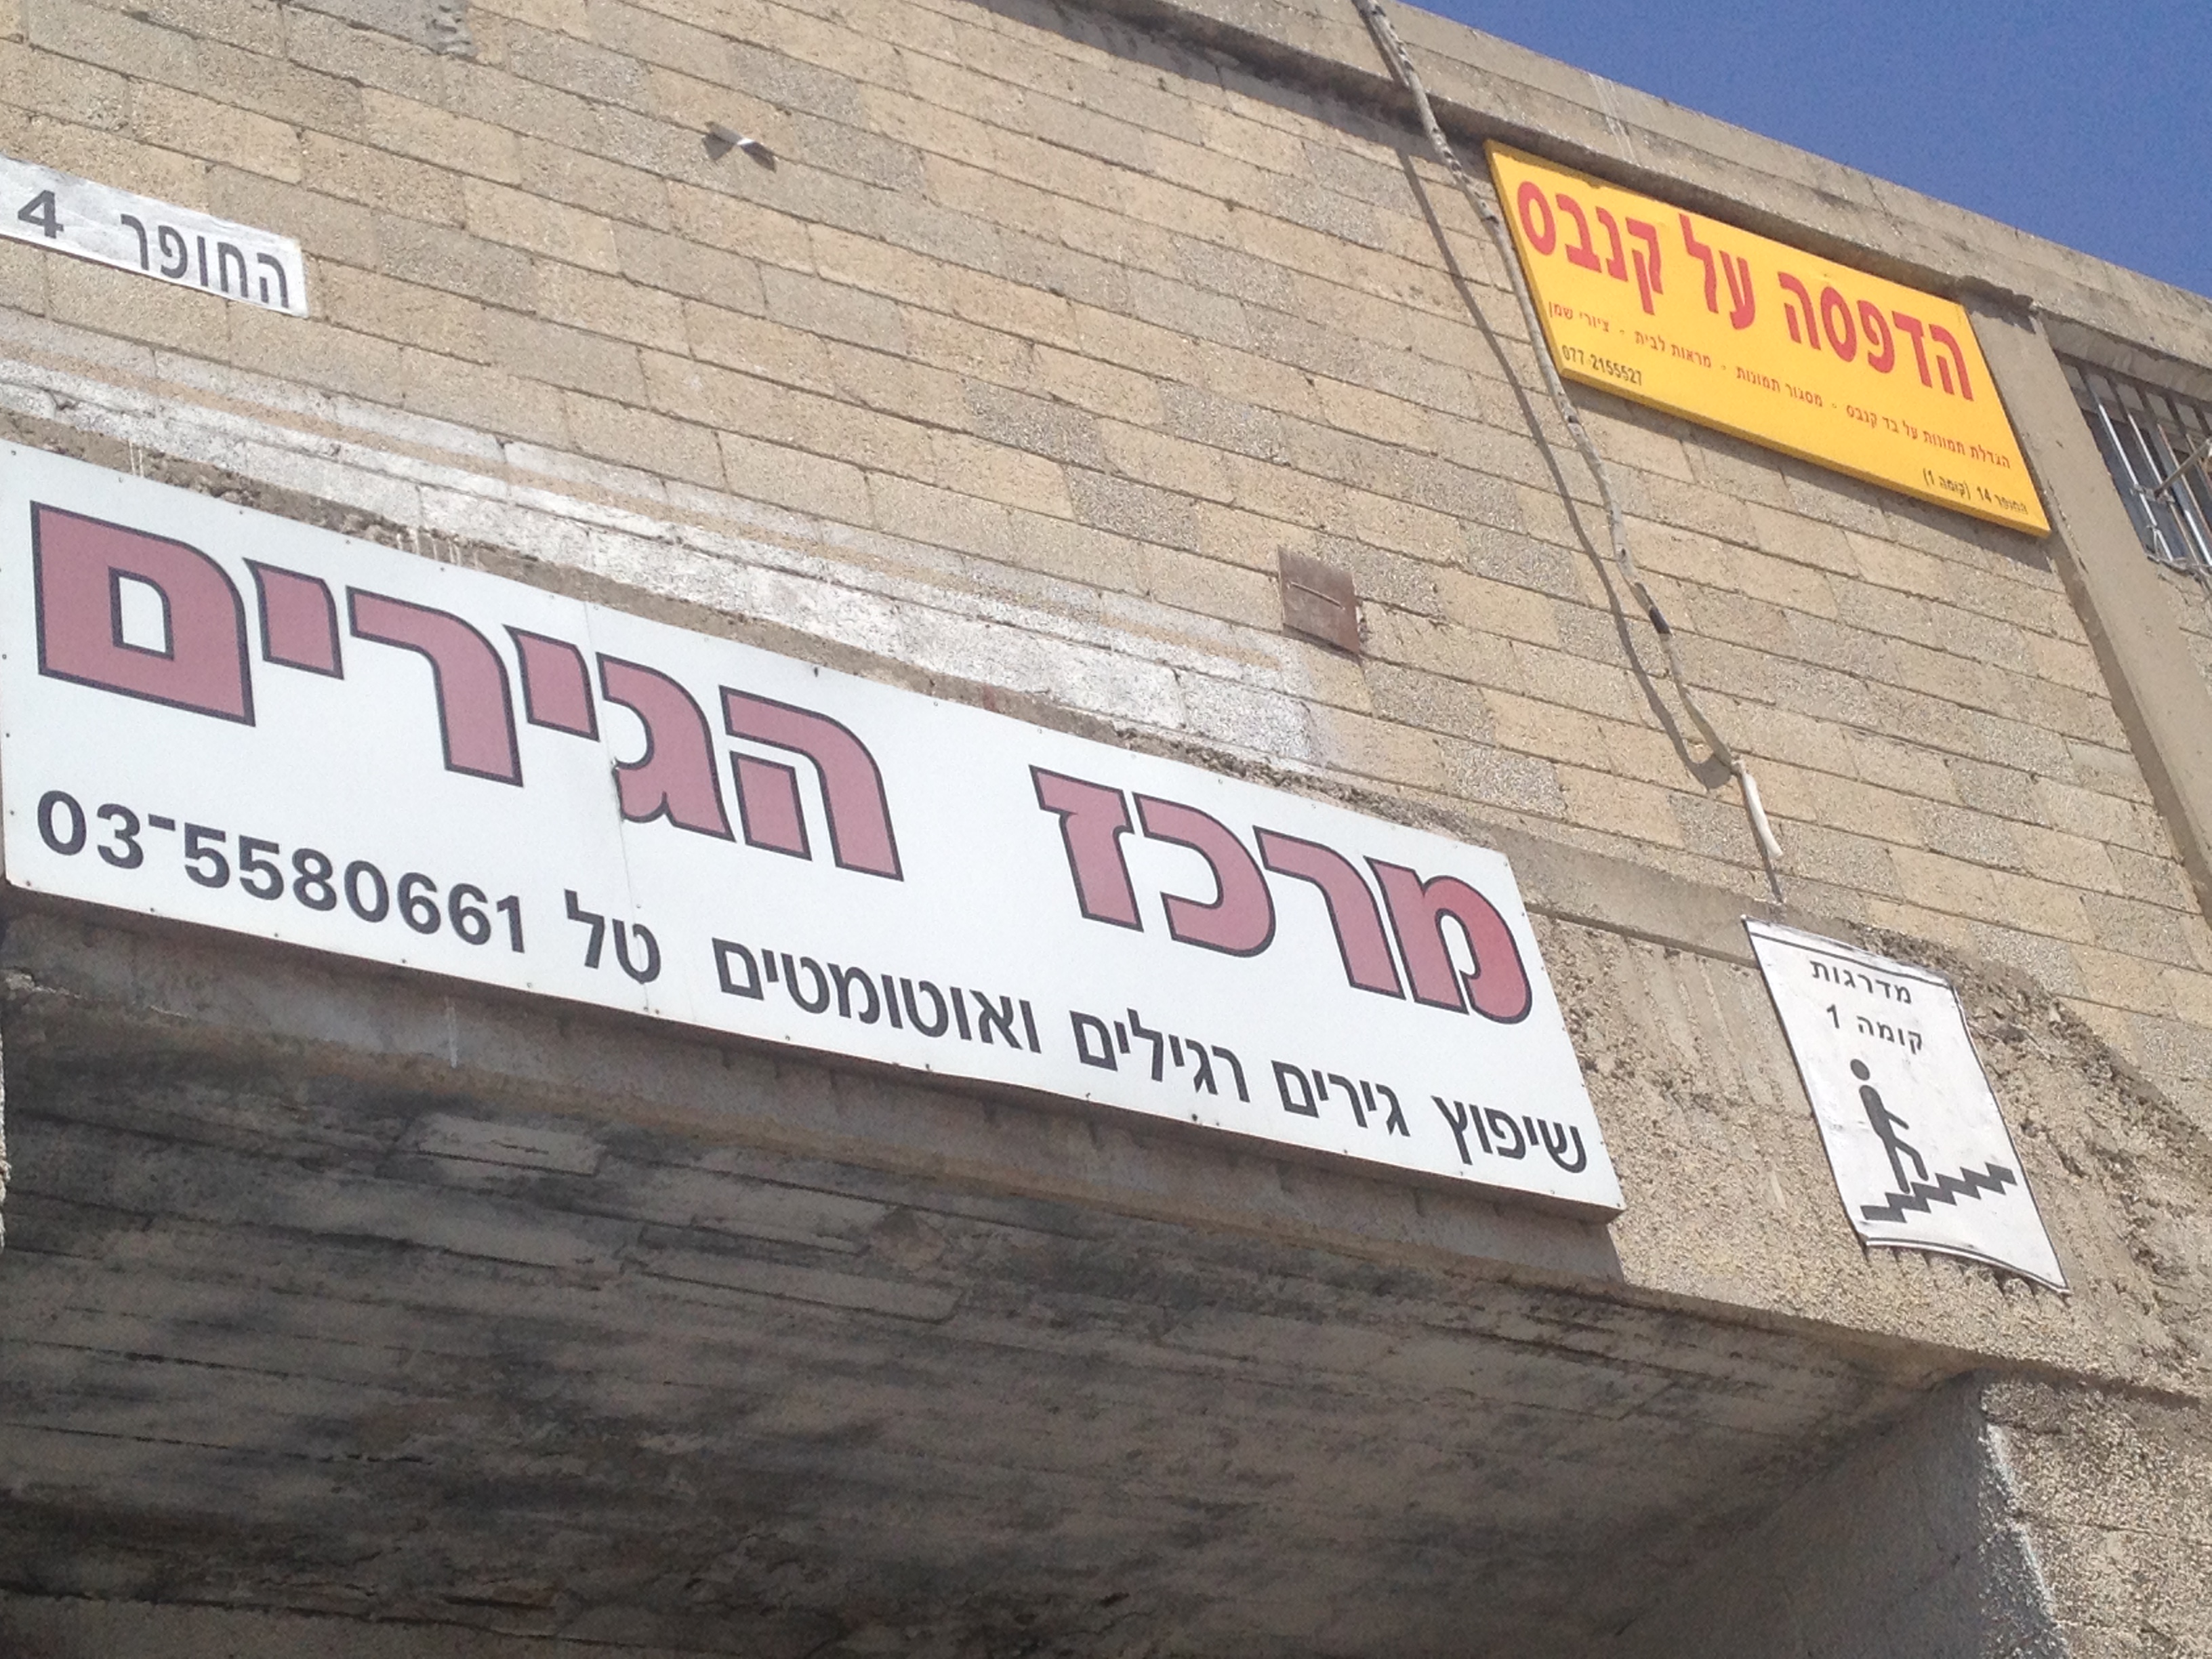 החופר 4
הדפסה על קנבס
הגדלת תמונות על בד קנבס - מסגור תמונות - מראות לבית - ציורי שמן
החופר 14 (קומה 1) 077-2155527
מרכז הגירים
שיפוץ גירים רגילים ואוטומטים טל 03-5580661
מדרגות
קומה 1